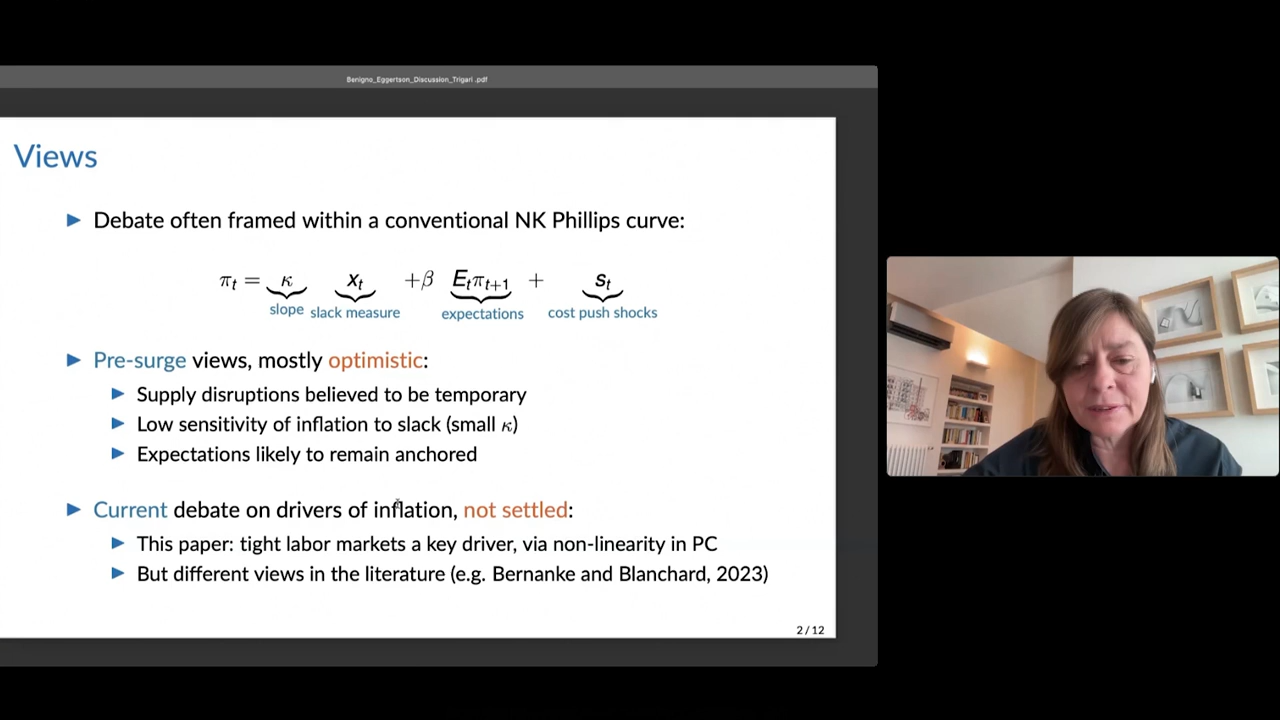 Benigno_Eggertson_Discussion_Trigari .pdf
Views
► Debate often framed within a conventional NK Phillips curve:
πt = κ xt +β Etπt+1 + st
slope slack measure expectations cost push shocks
► Pre-surge views, mostly optimistic:
► Supply disruptions believed to be temporary
► Low sensitivity of inflation to slack (small κ)
► Expectations likely to remain anchored
► Current debate on drivers of inflation, not settled:
► This paper: tight labor markets a key driver, via non-linearity in PC
► But different views in the literature (e.g. Bernanke and Blanchard, 2023)
2 / 12